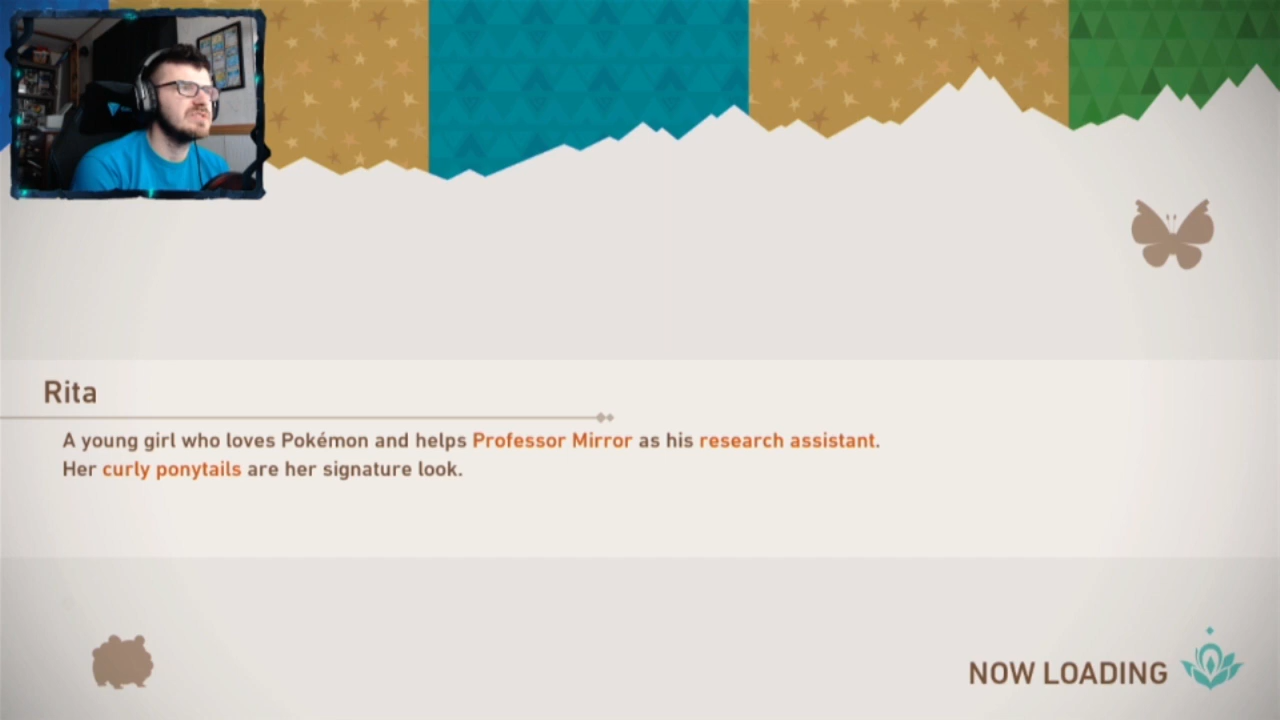 Rita
A young girl who loves Pokémon and helps Professor Mirror as his research assistant.
Her curly ponytails are her signature look.
NOW LOADING